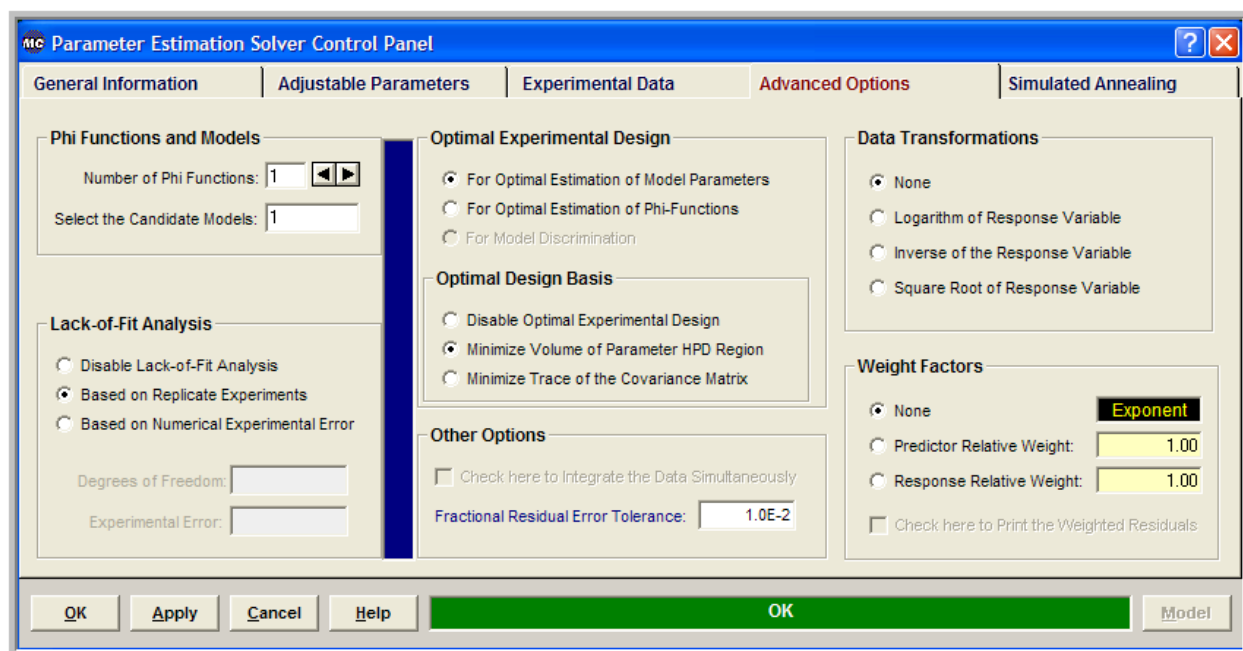 MC Parameter Estimation Solver Control Panel
General Information
Adjustable Parameters
Experimental Data
Advanced Options
Simulated Annealing
Phi Functions and Models
Number of Phi Functions: 1
Select the Candidate Models: 1
Lack-of-Fit Analysis
Disable Lack-of-Fit Analysis
Based on Replicate Experiments
Based on Numerical Experimental Error
Degrees of Freedom:
Experimental Error:
Optimal Experimental Design
For Optimal Estimation of Model Parameters
For Optimal Estimation of Phi-Functions
For Model Discrimination
Optimal Design Basis
Disable Optimal Experimental Design
Minimize Volume of Parameter HPD Region
Minimize Trace of the Covariance Matrix
Other Options
Check here to Integrate the Data Simultaneously
Fractional Residual Error Tolerance: 1.0E-2
Data Transformations
None
Logarithm of Response Variable
Inverse of the Response Variable
Square Root of Response Variable
Weight Factors
None Exponent
Predictor Relative Weight: 1.00
Response Relative Weight: 1.00
Check here to Print the Weighted Residuals
OK Apply Cancel Help OK Model